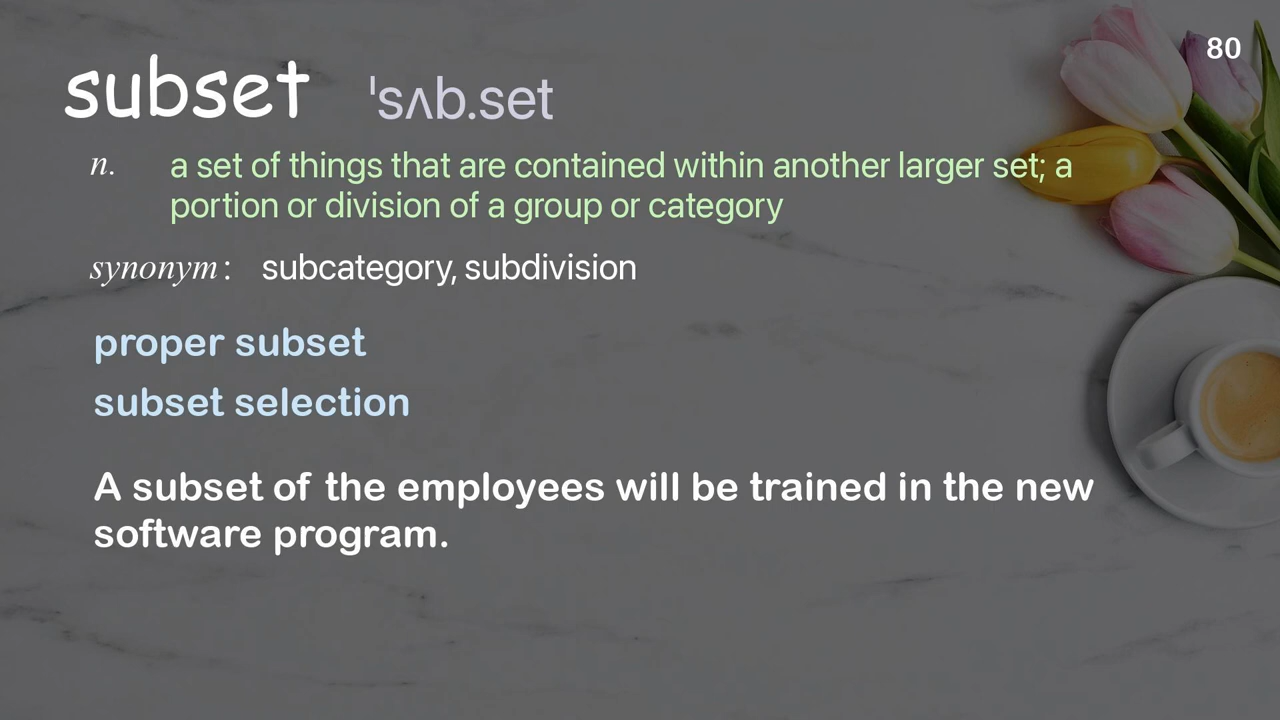 80
subset ˈsʌb.set
n. a set of things that are contained within another larger set; a
portion or division of a group or category
synonym: subcategory, subdivision
proper subset
subset selection
A subset of the employees will be trained in the new
software program.